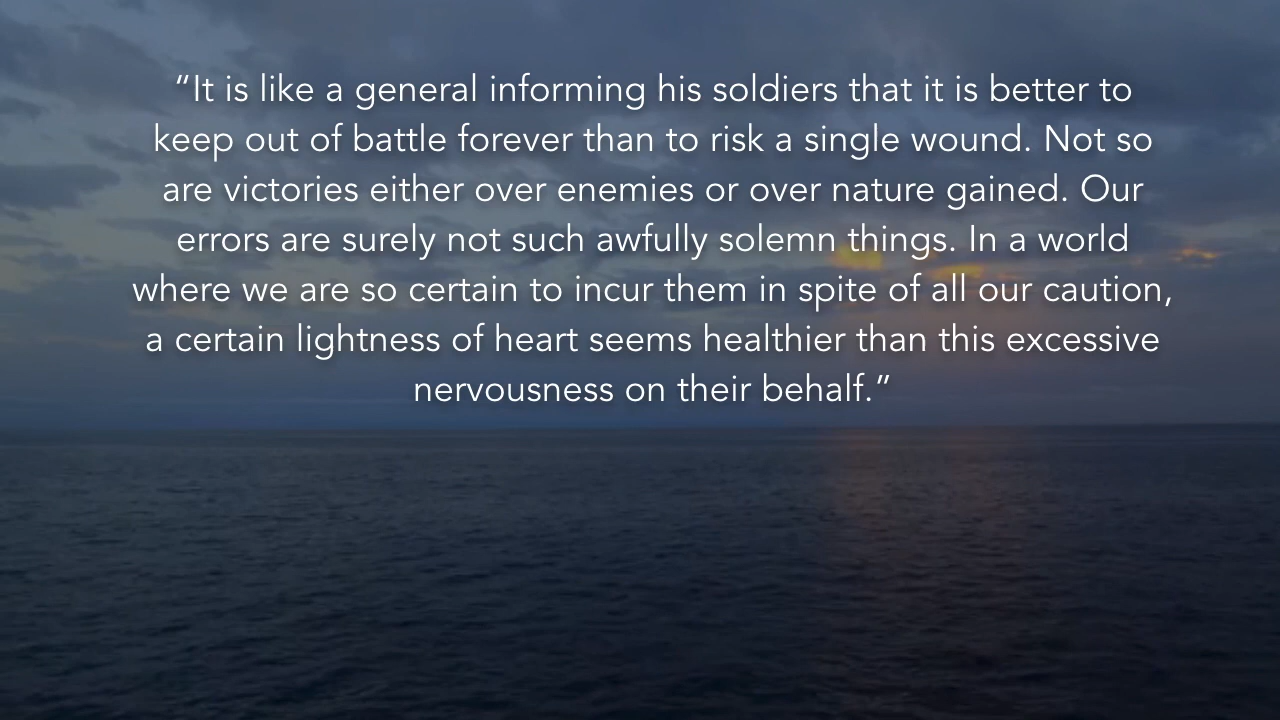 “It is like a general informing his soldiers that it is better to
keep out of battle forever than to risk a single wound. Not so
are victories either over enemies or over nature gained. Our
errors are surely not such awfully solemn things. In a world
where we are so certain to incur them in spite of all our caution,
a certain lightness of heart seems healthier than this excessive
nervousness on their behalf.”